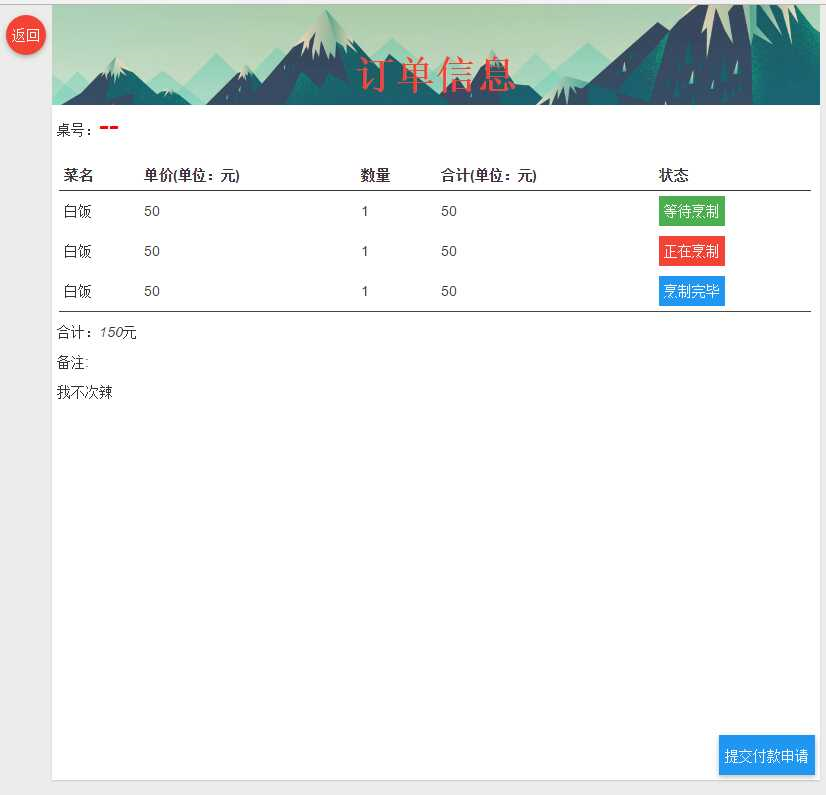 返回
订单信息
桌号：--
菜名 单价(单位：元) 数量 合计(单位：元) 状态
白饭 50 1 50 等待烹制
白饭 50 1 50 正在烹制
白饭 50 1 50 烹制完毕
合计：150元
备注:
我不次辣
提交付款申请